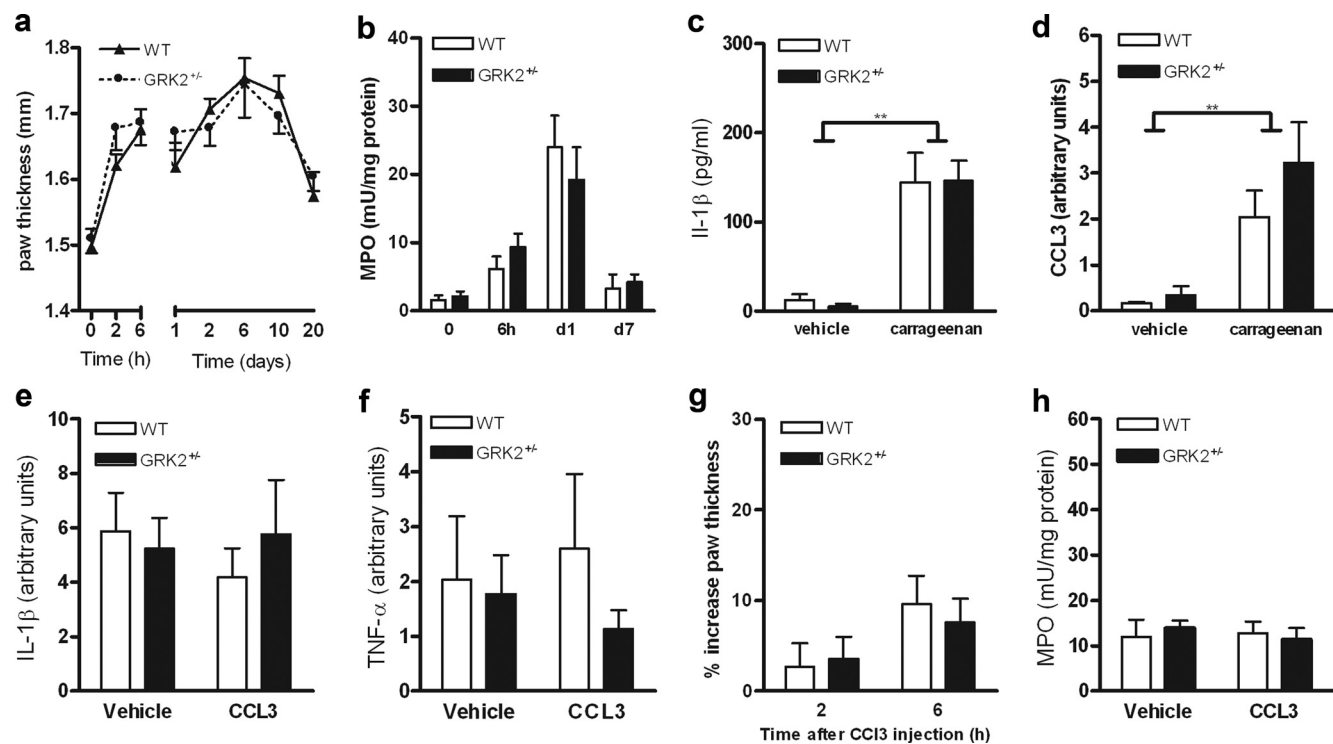 a
1.8
1.7
1.6
1.5
1.4
paw thickness (mm)
WT
GRK2+/-
0 2 6 1 2 6 10 20
Time (h) Time (days)
b
40
30
20
10
0
MPO (mU/mg protein)
WT
GRK2+/-
0 6h d1 d7
c
300
200
100
0
Il-1β (pg/ml)
WT
GRK2+/-
**
vehicle carrageenan
d
6
5
4
3
2
1
0
CCL3 (arbitrary units)
WT
GRK2+/-
**
vehicle carrageenan
e
10
8
6
4
2
0
IL-1β (arbitrary units)
WT
GRK2+/-
Vehicle CCL3
f
5
4
3
2
1
0
TNF-α (arbitrary units)
WT
GRK2+/-
Vehicle CCL3
g
30
20
10
0
% increase paw thickness
WT
GRK2+/-
2 6
Time after CCl3 injection (h)
h
60
50
40
30
20
10
0
MPO (mU/mg protein)
WT
GRK2+/-
Vehicle CCL3